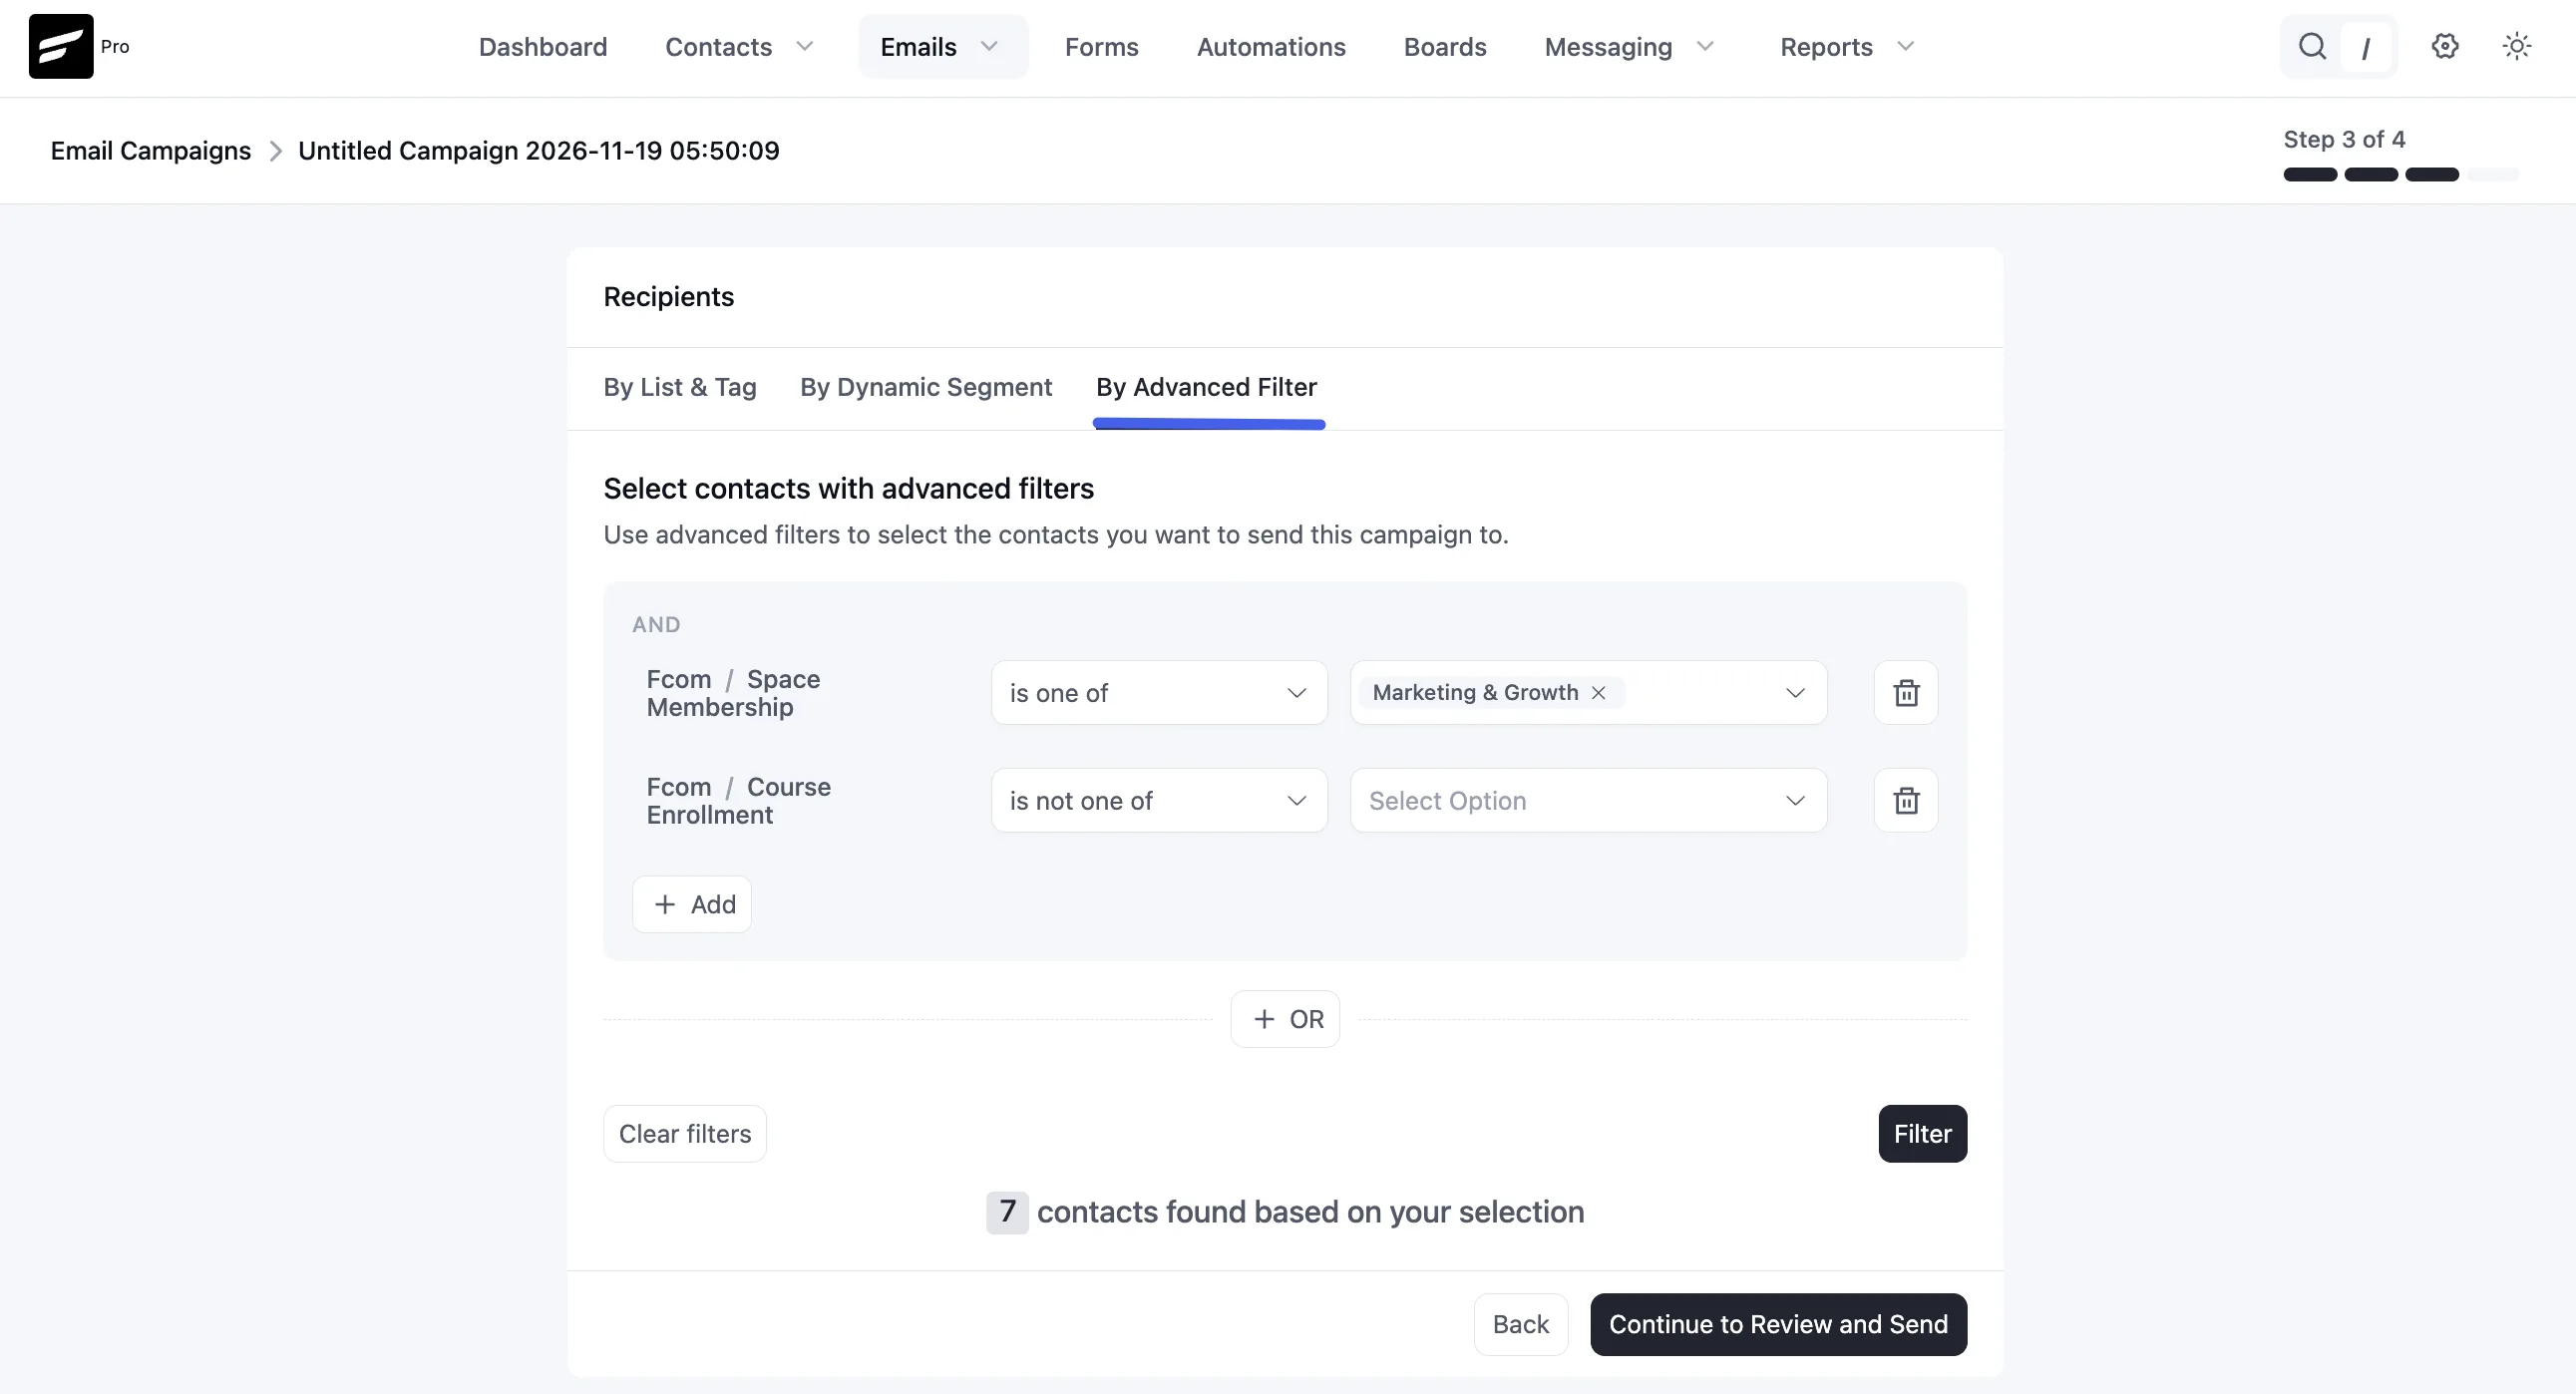 Pro
Dashboard
Contacts
Emails
Forms
Automations
Boards
Messaging
Reports
/
Email Campaigns
Untitled Campaign 2026-11-19 05:50:09
Step 3 of 4
Recipients
By List & Tag
By Dynamic Segment
By Advanced Filter
Select contacts with advanced filters
Use advanced filters to select the contacts you want to send this campaign to.
AND
Fcom / Space
Membership
is one of
Marketing & Growth
Fcom / Course
Enrollment
is not one of
Select Option
+ Add
+ OR
Clear filters
Filter
7 contacts found based on your selection
Back
Continue to Review and Send